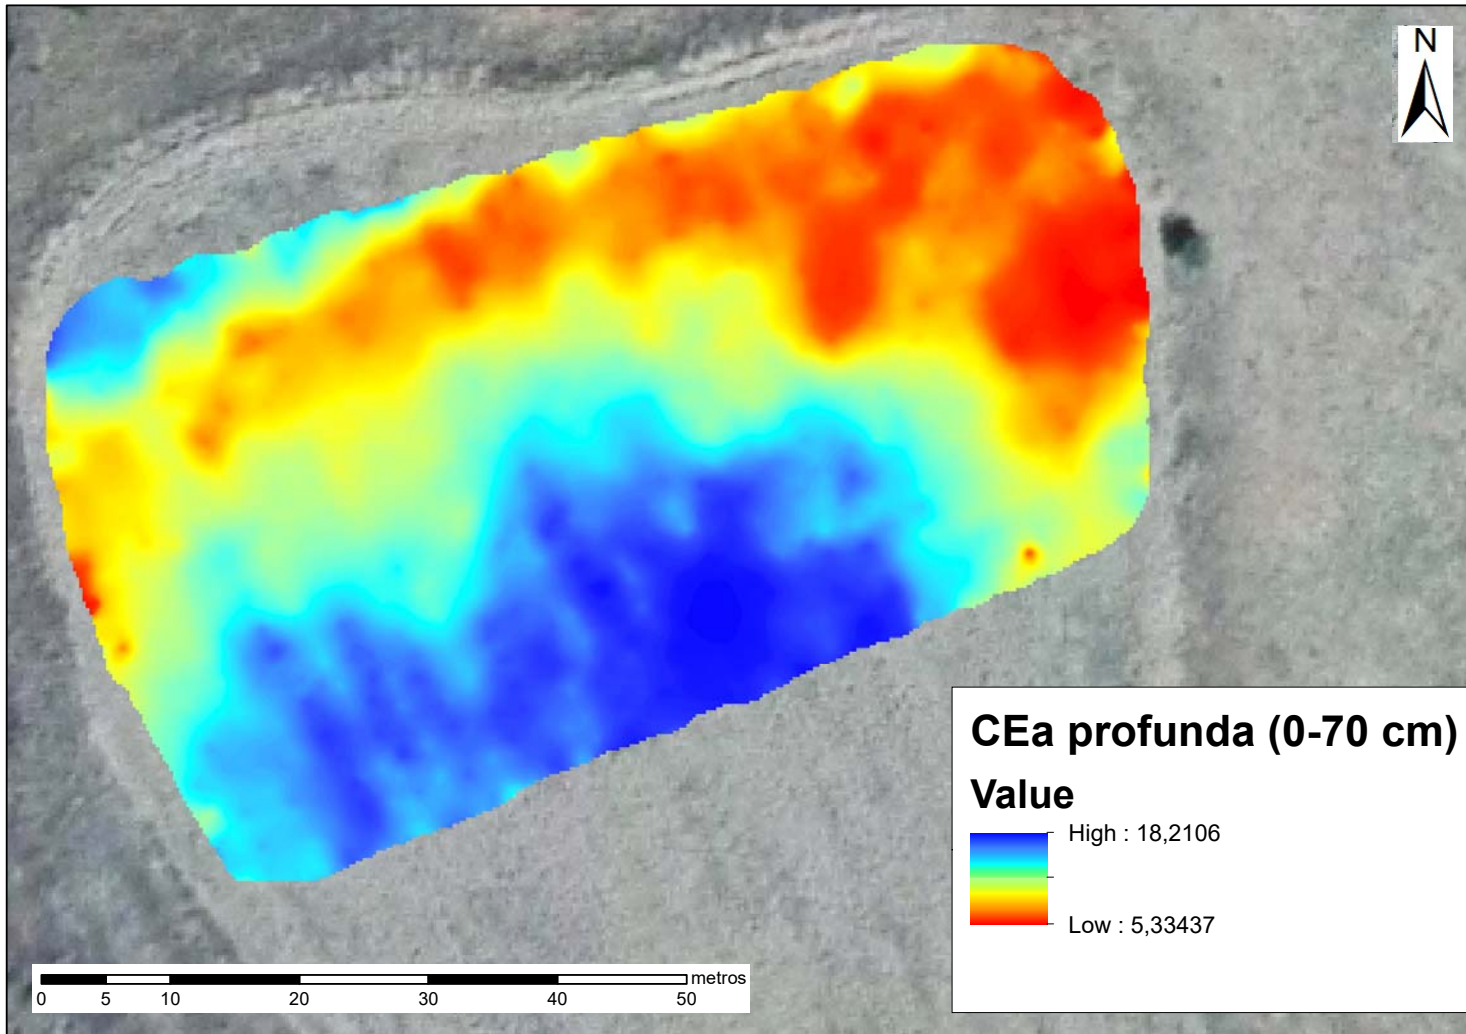 N
CEa profunda (0-70 cm)
Value
High : 18,2106
Low : 5,33437
metros
0 5 10 20 30 40 50